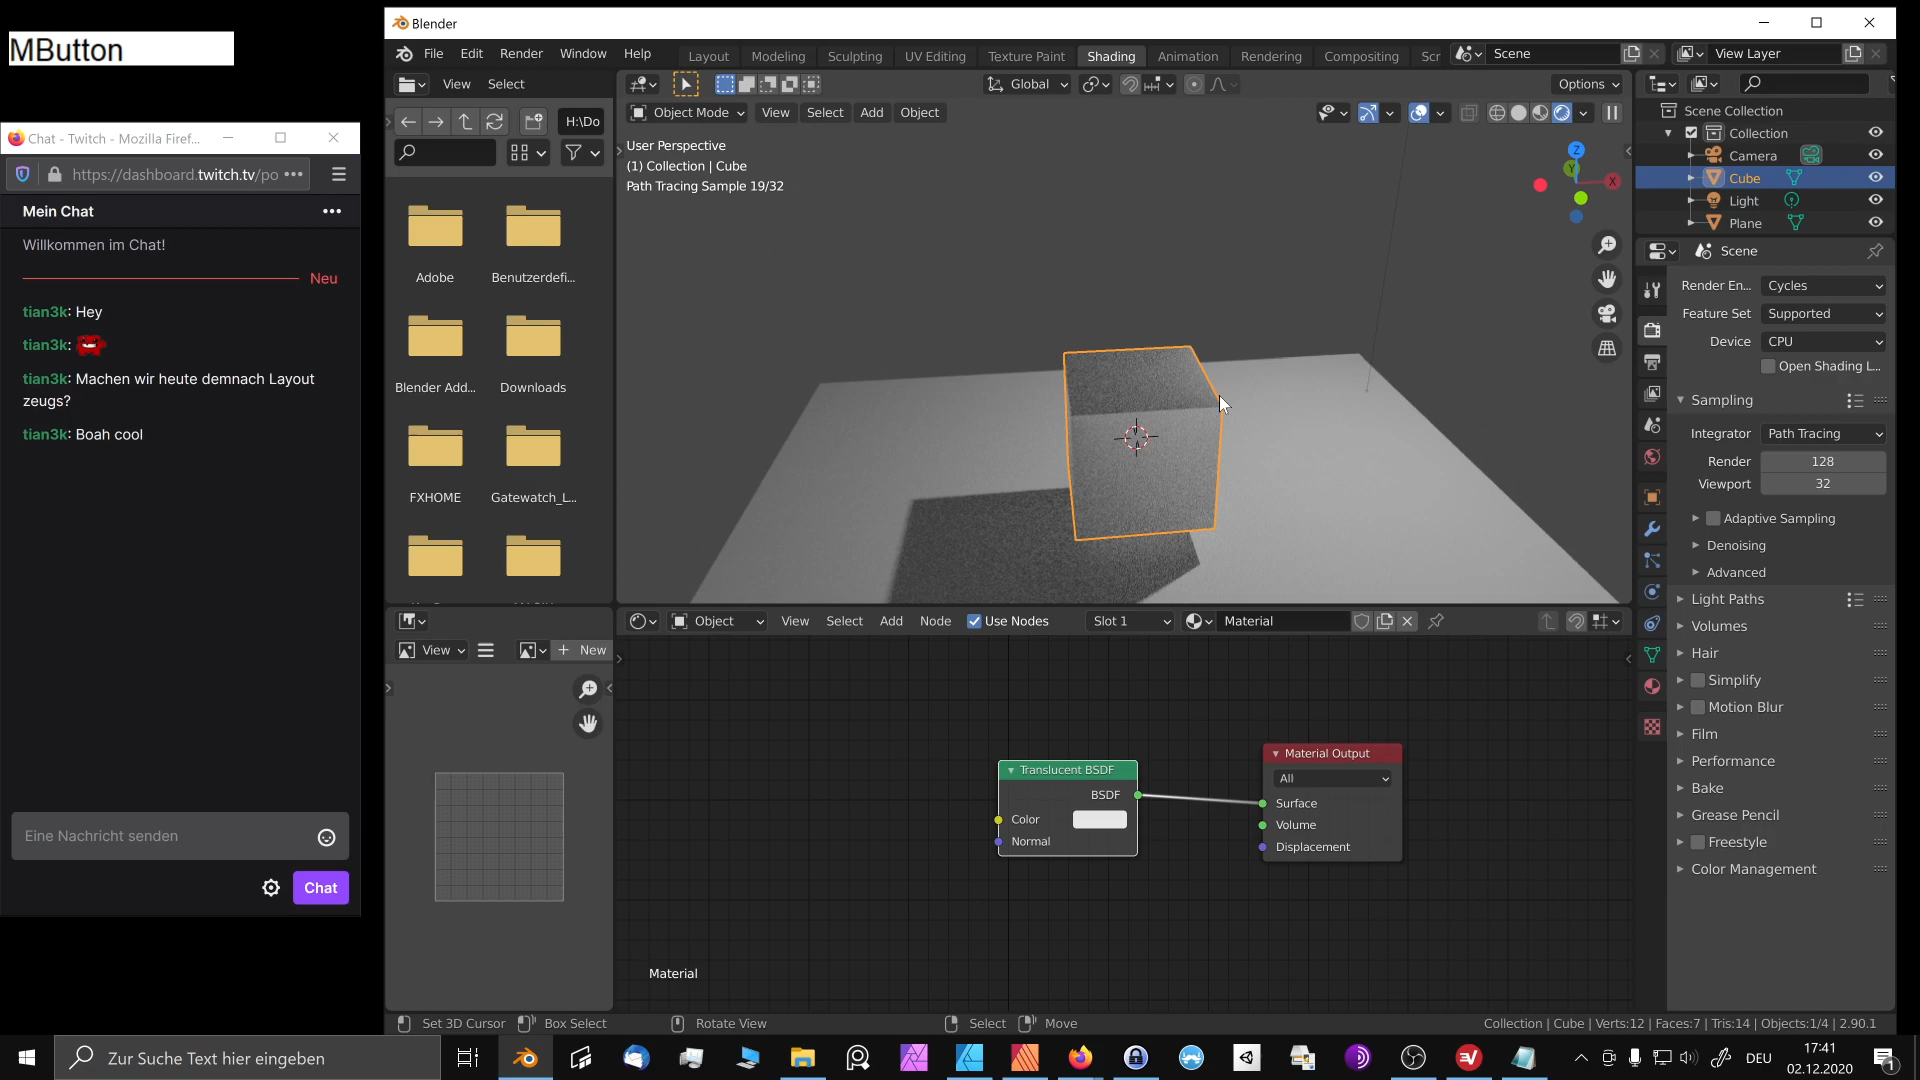 MButton
Chat - Twitch - Mozilla Firef...
https://dashboard.twitch.tv/po
Mein Chat
Willkommen im Chat!
Neu
tian3k: Hey
tian3k:
tian3k: Machen wir heute demnach Layout
zeugs?
tian3k: Boah cool
Eine Nachricht senden
Chat
Blender
File Edit Render Window Help
Layout Modeling Sculpting UV Editing Texture Paint Shading Animation Rendering Compositing Scr
Scene
View Layer
View Select
Global
Options
H:\Do
Object Mode View Select Add Object
User Perspective
(1) Collection | Cube
Path Tracing Sample 19/32
Z
Y
X
Adobe
Benutzerdefi...
Blender Add...
Downloads
FXHOME
Gatewatch_L...
Scene Collection
Collection
Camera
Cube
Light
Plane
Scene
Render En... Cycles
Feature Set Supported
Device CPU
Open Shading L...
Sampling
Integrator Path Tracing
Render 128
Viewport 32
Adaptive Sampling
Denoising
Advanced
Light Paths
Volumes
Hair
Simplify
Motion Blur
Film
Performance
Bake
Grease Pencil
Freestyle
Color Management
View
New
Object View Select Add Node Use Nodes Slot 1 Material
Translucent BSDF
BSDF
Color
Normal
Material Output
All
Surface
Volume
Displacement
Material
Set 3D Cursor Box Select Rotate View Select Move
Collection | Cube | Verts:12 | Faces:7 | Tris:14 | Objects:1/4 | 2.90.1
Zur Suche Text hier eingeben
DEU
17:41
02.12.2020
1